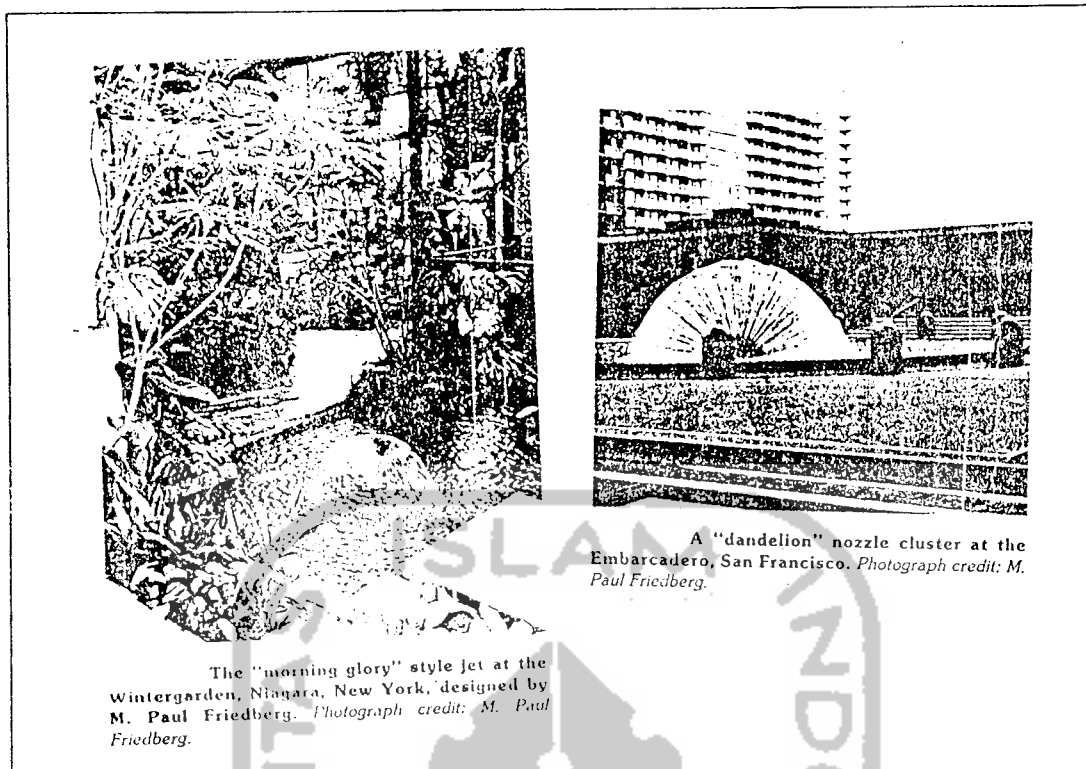 A "dandelion" nozzle cluster at the
Embarcadero, San Francisco. Photograph credit: M.
Paul Friedberg.
The "morning glory" style jet at the
Wintergarden, Niagara, New York, designed by
M. Paul Friedberg. Photograph credit: M. Paul
Friedberg.
ISLAM